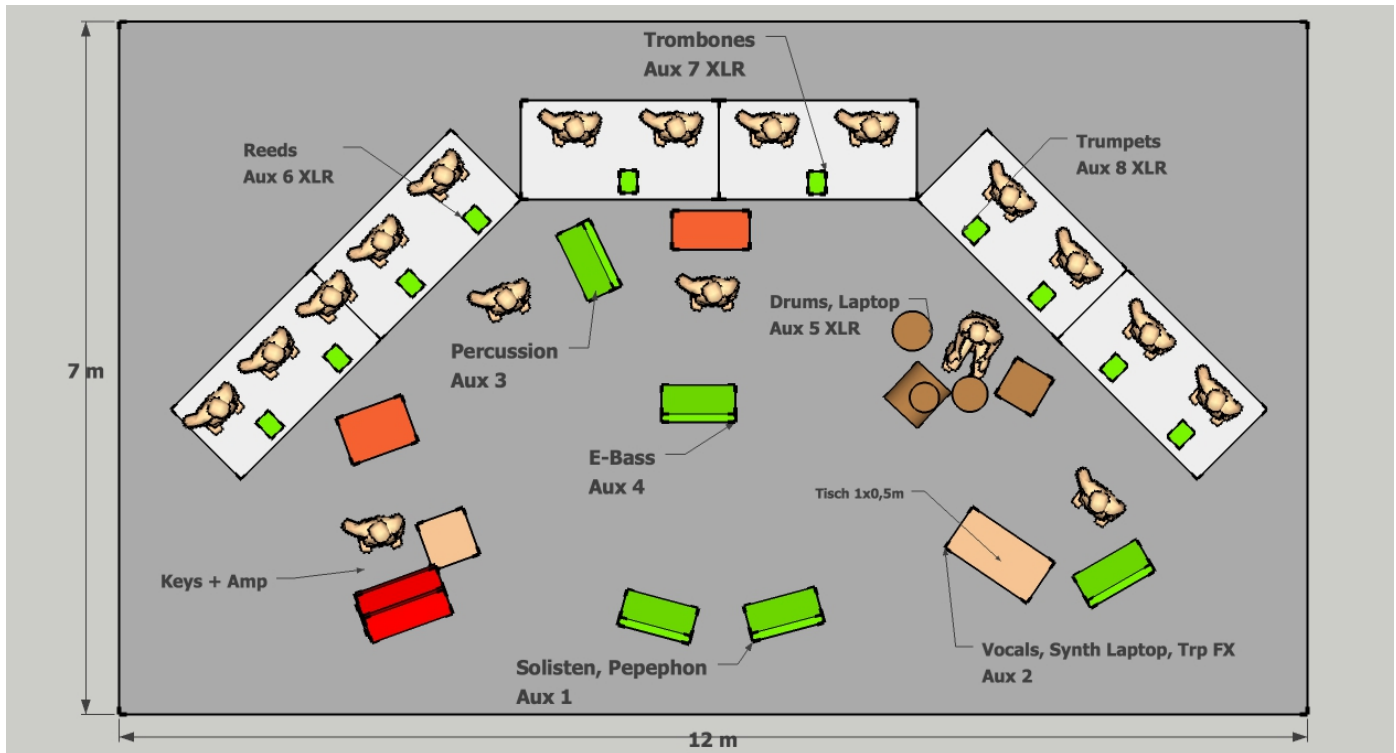 Trombones
Aux 7 XLR
Reeds
Aux 6 XLR
Trumpets
Aux 8 XLR
Drums, Laptop
Aux 5 XLR
Percussion
Aux 3
7 m
E-Bass
Aux 4
Tisch 1x0,5m
Keys + Amp
Solisten, Pepephon
Aux 1
Vocals, Synth Laptop, Trp FX
Aux 2
12 m